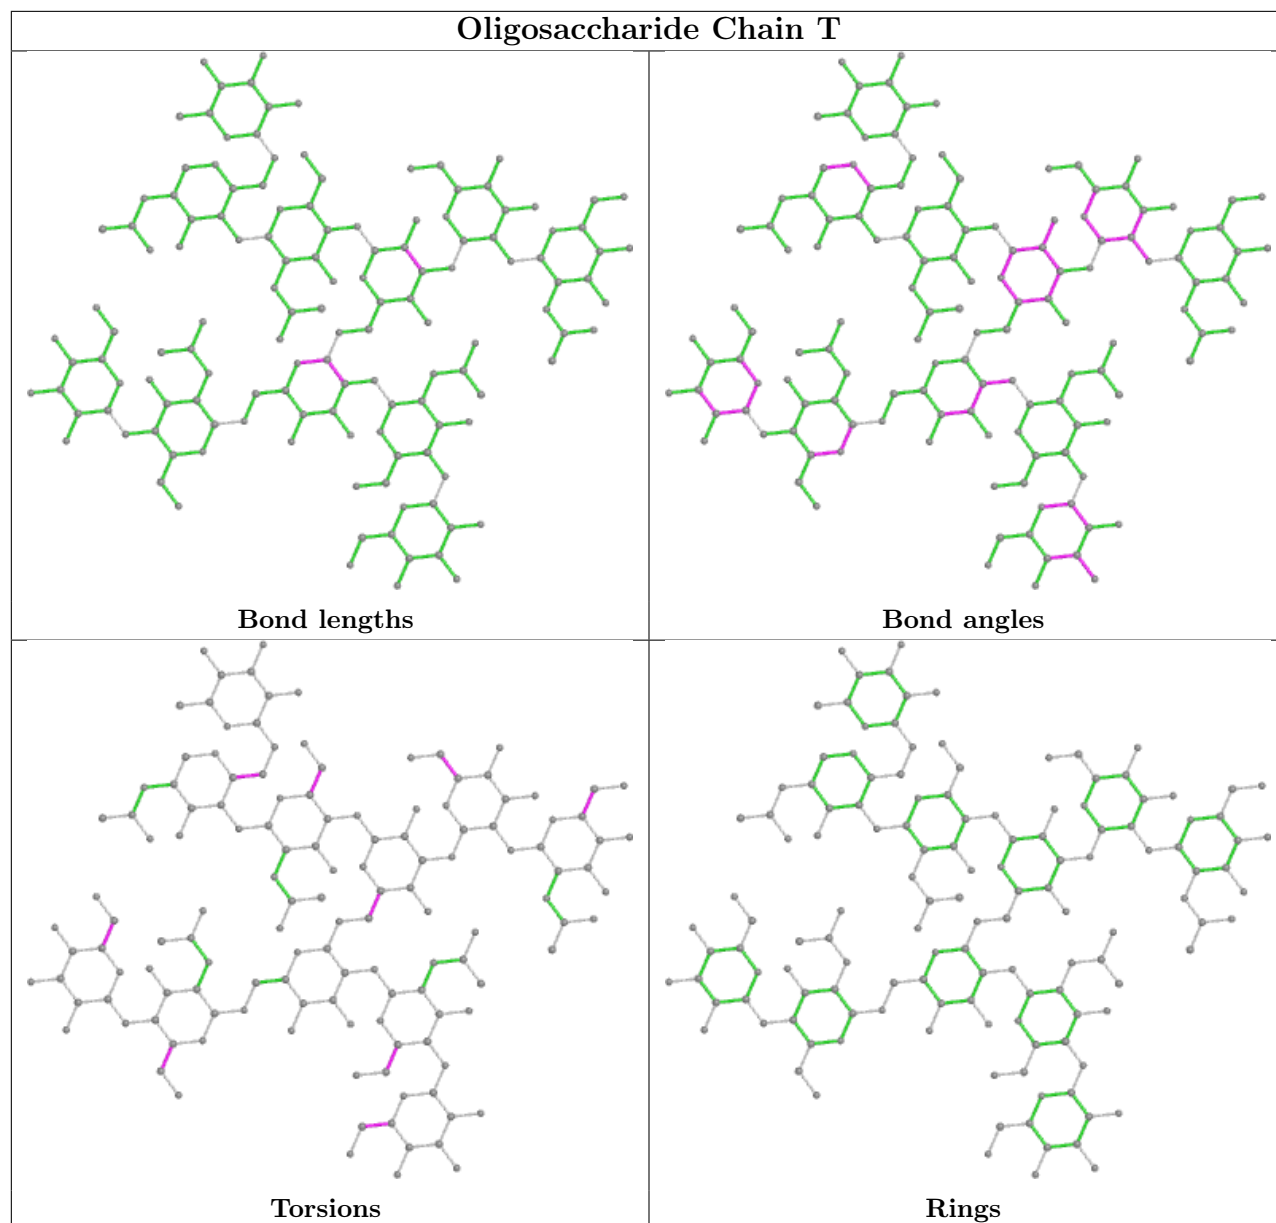 Oligosaccharide Chain T
Bond lengths
Bond angles
Torsions
Rings